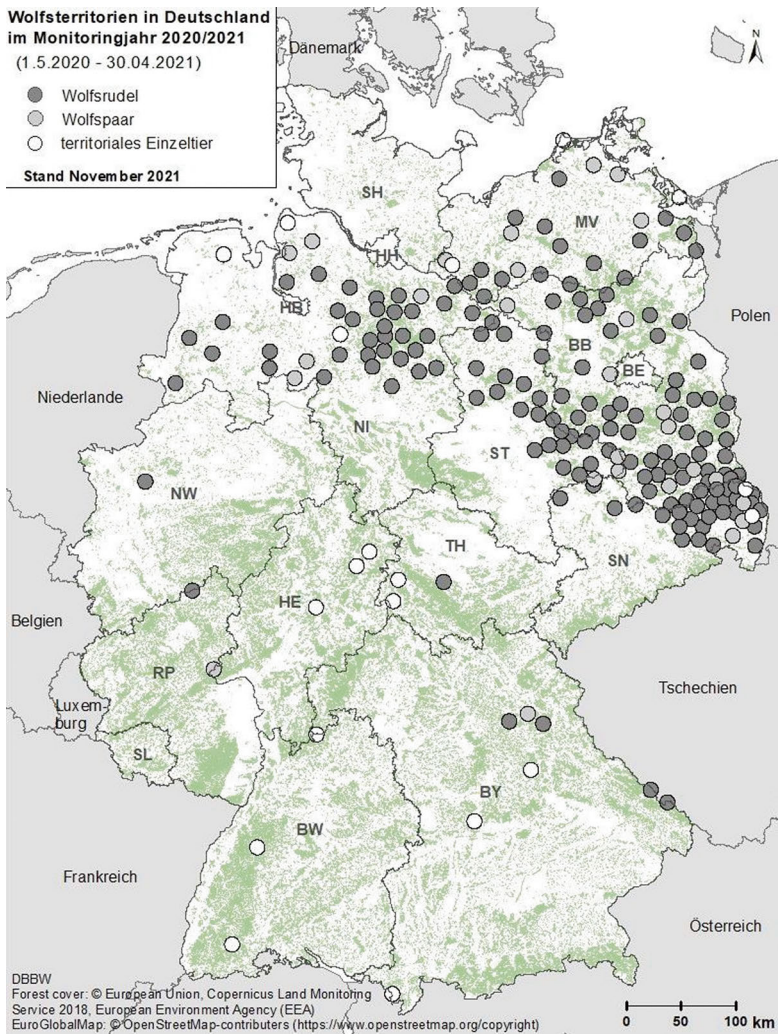 Wolfsterritorien in Deutschland
im Monitoringjahr 2020/2021
(1.5.2020 - 30.04.2021)
Wolfsrudel
Wolfspaar
territoriales Einzeltier
Stand November 2021
Dänemark
N
SH
MV
HH
HB
Polen
BB
BE
Niederlande
NI
ST
NW
TH
SN
HE
Belgien
RP
Luxem-
burg
Tschechien
SL
BY
BW
Frankreich
Österreich
DBBW
Forest cover: © European Union, Copernicus Land Monitoring
Service 2018, European Environment Agency (EEA)
EuroGlobalMap: © OpenStreetMap-contributors (https://www.openstreetmap.org/copyright)
0 50 100 km